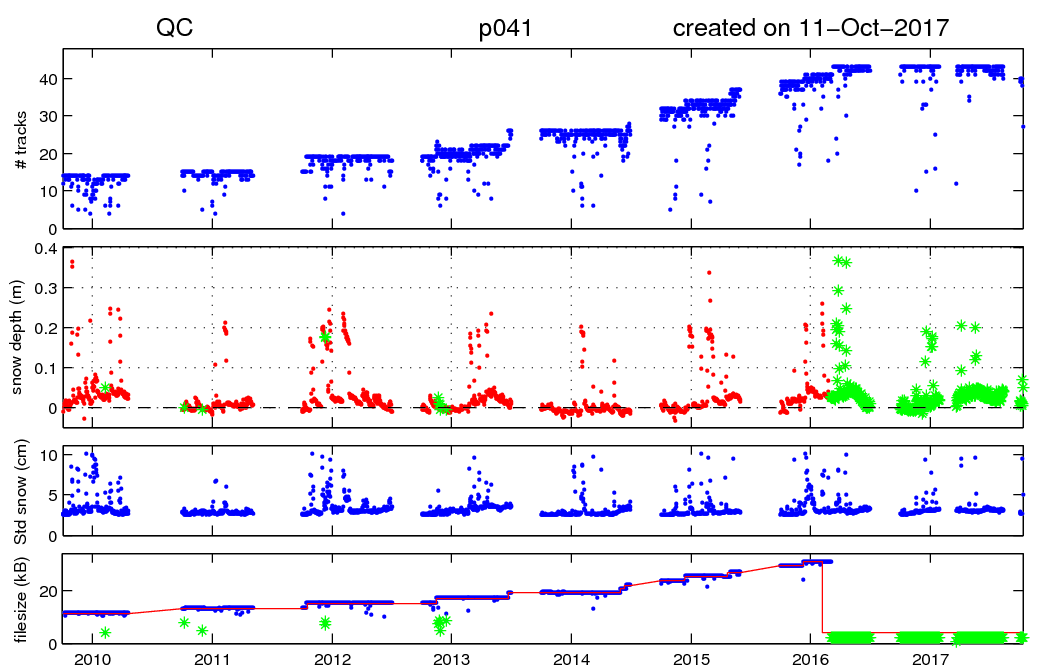 QC p041 created on 11−Oct−2017
40
30
20
10
0
# tracks
0.4
0.3
0.2
0.1
0
snow depth (m)
10
5
0
Std snow (cm)
20
0
filesize (kB)
2010 2011 2012 2013 2014 2015 2016 2017